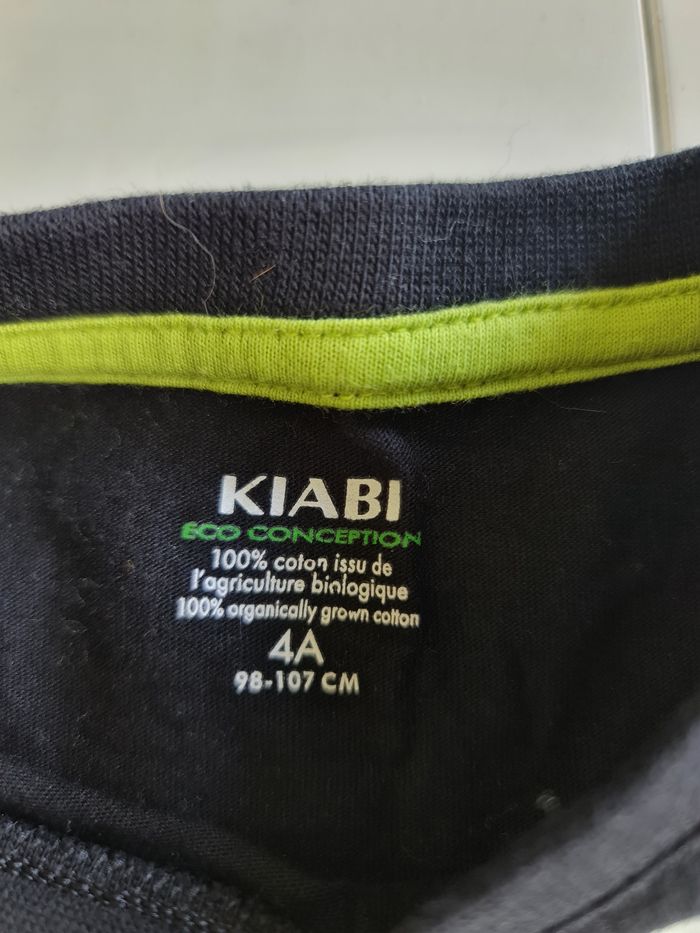 KIABI
ECO CONCEPTION
100% coton issu de
l'agriculture biologique
100% organically grown cotton
4A
98-107 CM